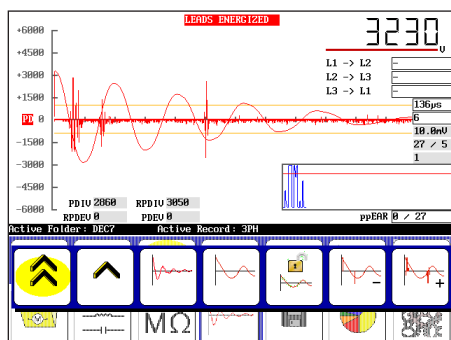 LEADS ENERGIZED
3230 V
+6000
+4500
+3000
+1500
PD 0
-1500
-3000
-4500
-6000
L1 -> L2 -
L2 -> L3 -
L3 -> L1 -
136µs
6
10.0mV
27 / 5
1
PDIV 2860 RPDIV 3050
RPDEV 0 PDEV 0
ppEAR 0 / 27
Active Folder: DEC7 Active Record: 3PH
-
+
V
MΩ